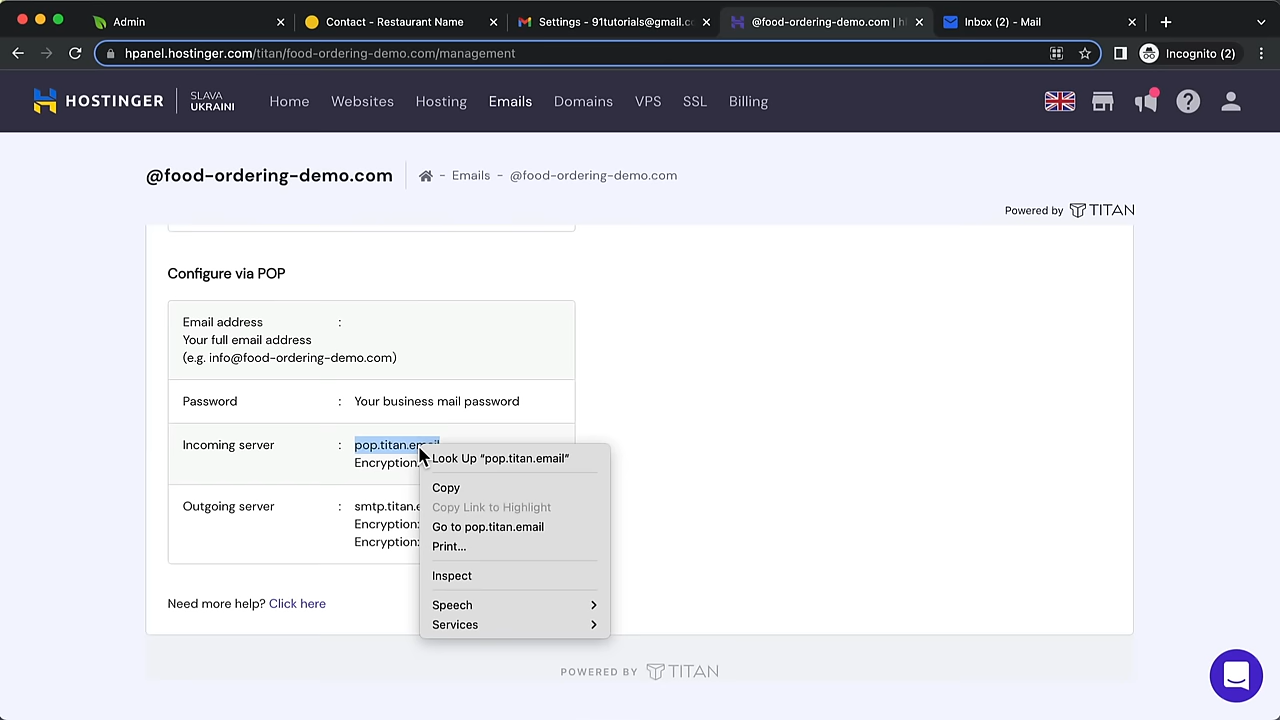 Admin
Contact - Restaurant Name
Settings - 91tutorials@gmail.c
@food-ordering-demo.com | h
Inbox (2) - Mail
hpanel.hostinger.com/titan/food-ordering-demo.com/management
Incognito (2)
HOSTINGER
SLAVA
UKRAINI
Home
Websites
Hosting
Emails
Domains
VPS
SSL
Billing
@food-ordering-demo.com
- Emails - @food-ordering-demo.com
Powered by TITAN
Configure via POP
Email address :
Your full email address
(e.g. info@food-ordering-demo.com)
Password : Your business mail password
Incoming server : pop.titan.email
Encryption:
Outgoing server : smtp.titan.e
Encryption:
Encryption:
Look Up “pop.titan.email”
Copy
Copy Link to Highlight
Go to pop.titan.email
Print...
Inspect
Speech
Services
Need more help? Click here
POWERED BY TITAN